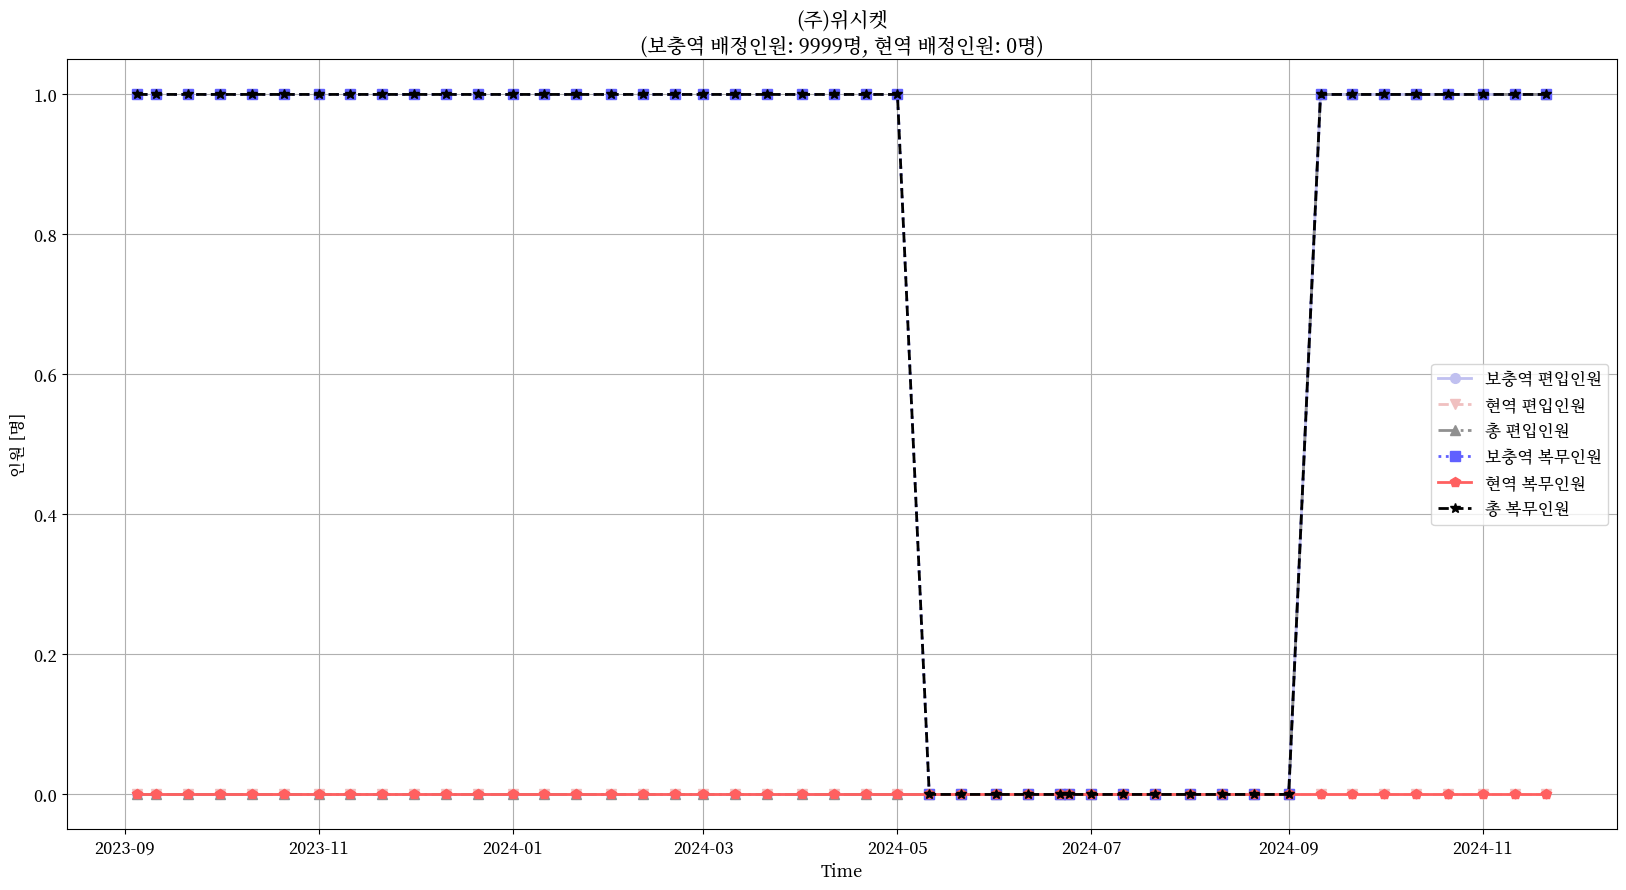 (주)위시켓
(보충역 배정인원: 9999명, 현역 배정인원: 0명)
인원 [명]
1.0
0.8
0.6
0.4
0.2
0.0
보충역 편입인원
현역 편입인원
총 편입인원
보충역 복무인원
현역 복무인원
총 복무인원
2023-09
2023-11
2024-01
2024-03
2024-05
2024-07
2024-09
2024-11
Time